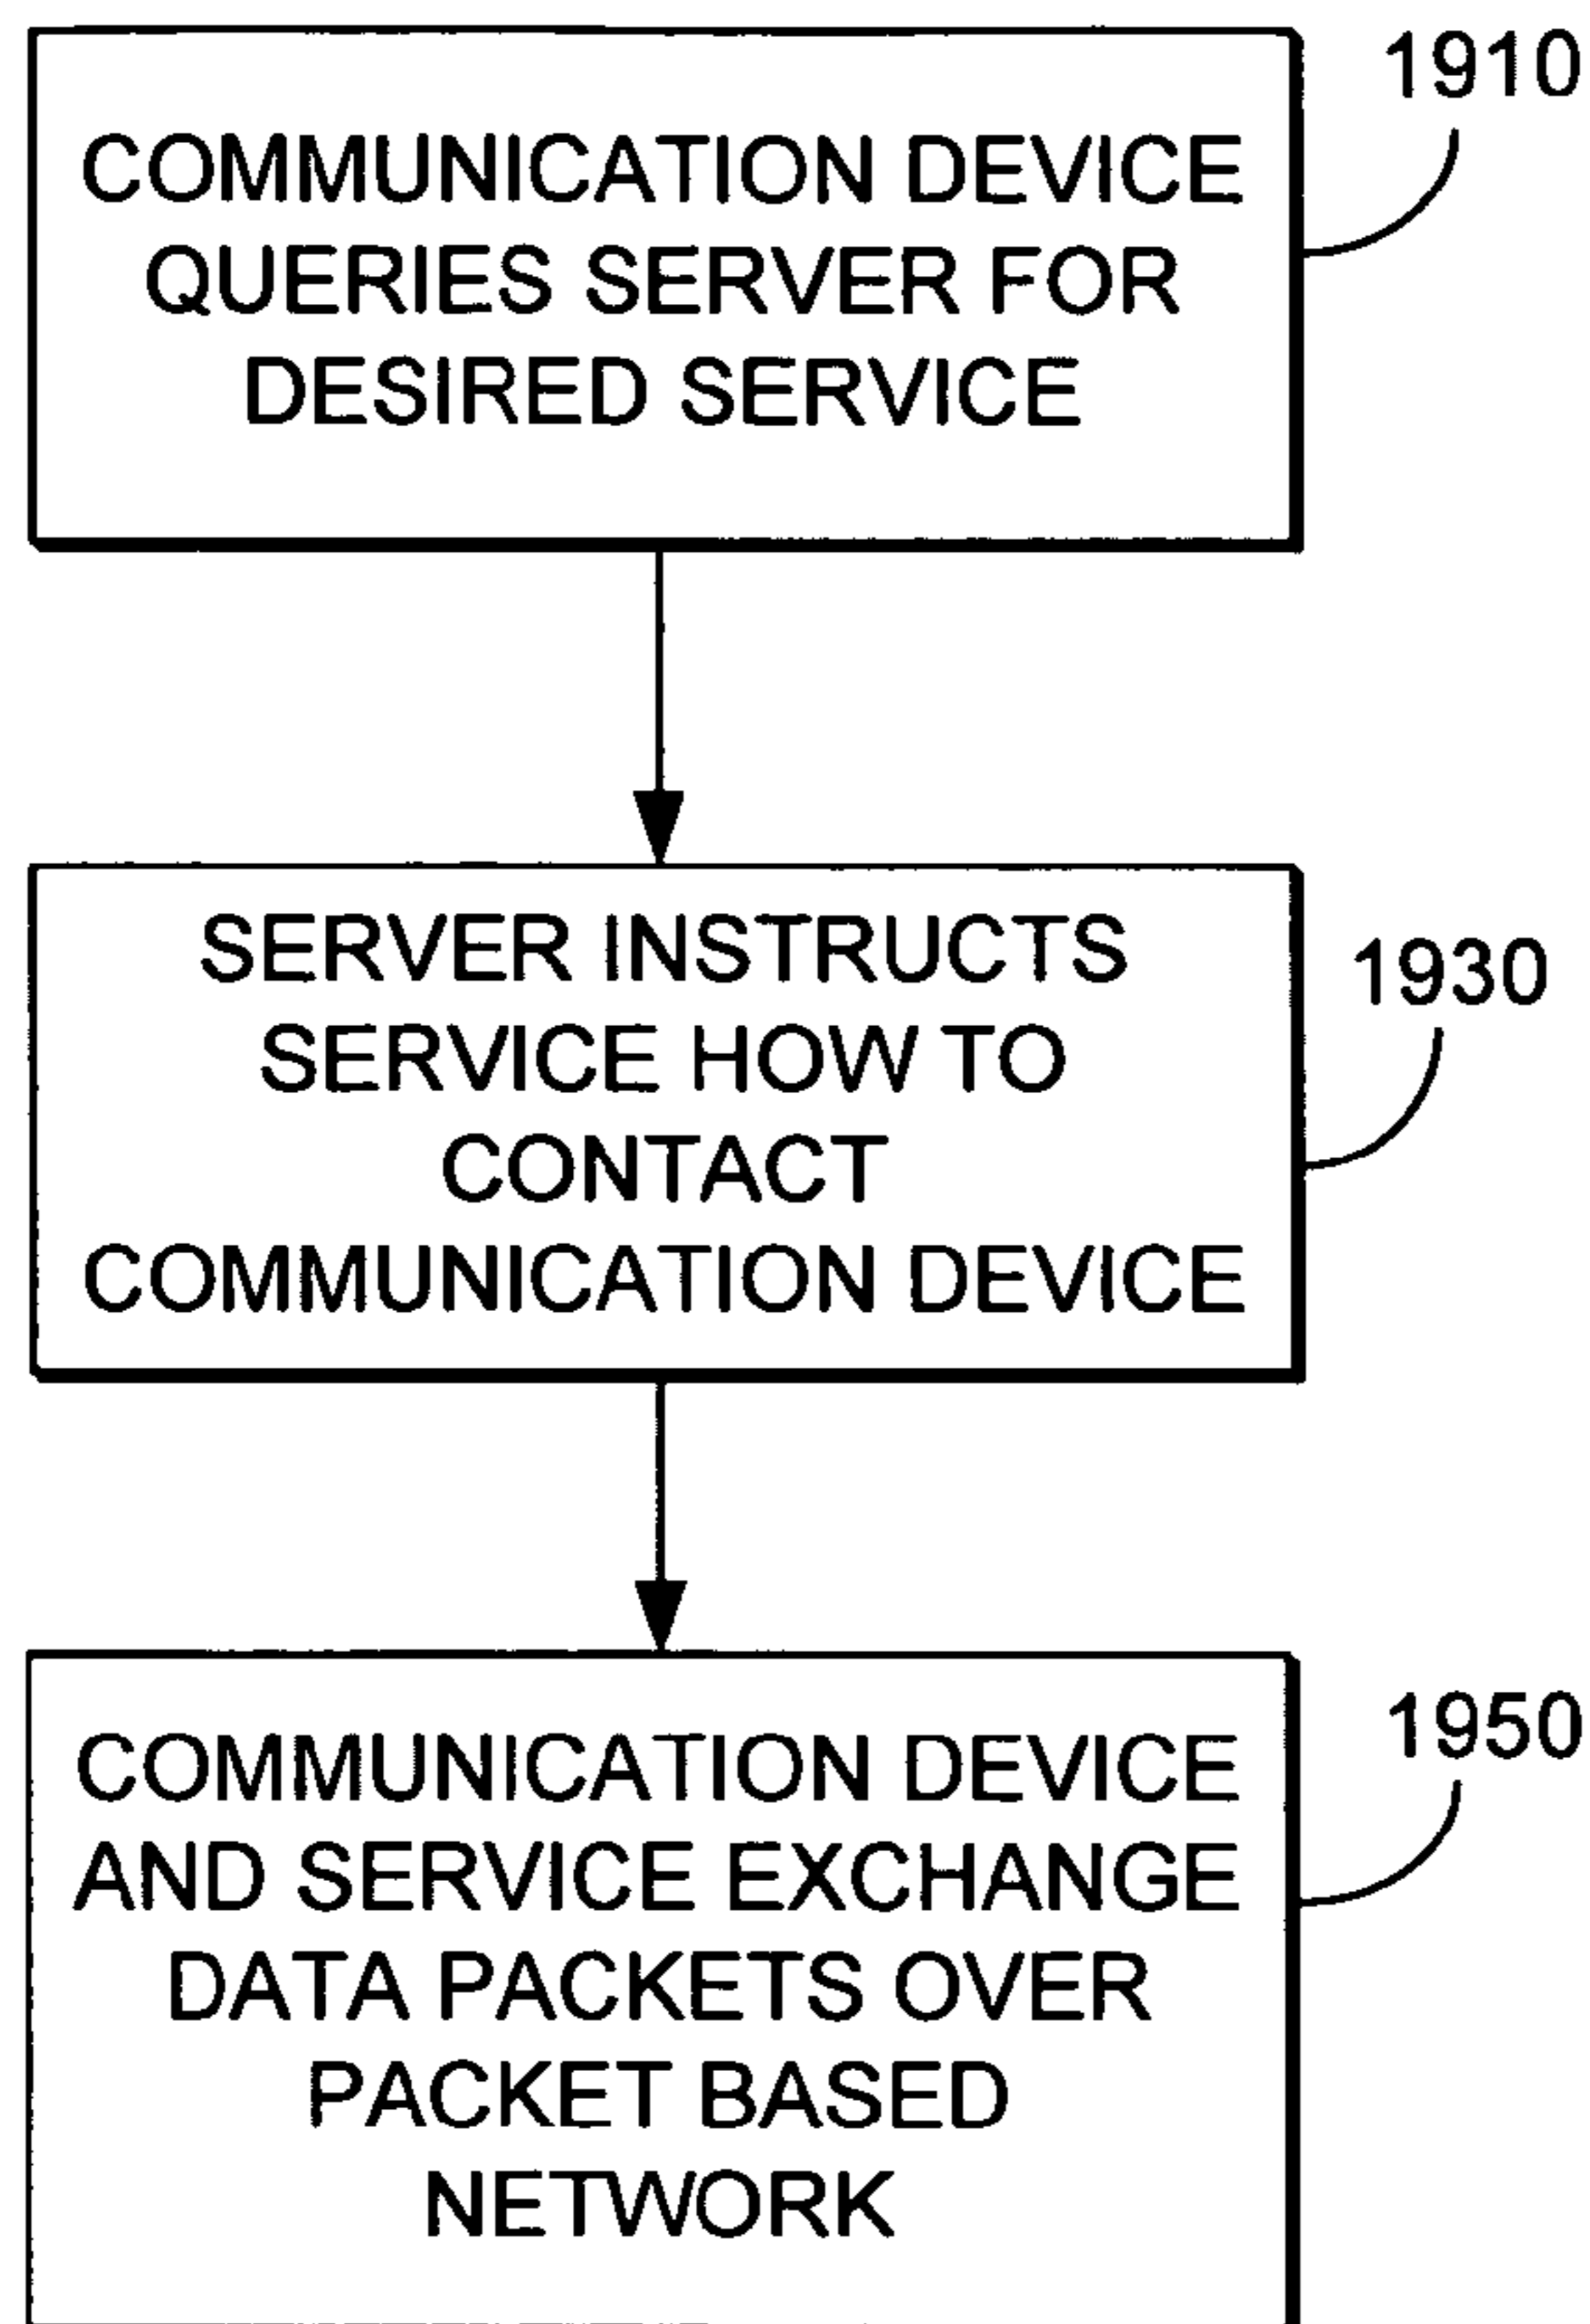 1910
COMMUNICATION DEVICE
QUERIES SERVER FOR
DESIRED SERVICE
1930
SERVER INSTRUCTS
SERVICE HOW TO
CONTACT
COMMUNICATION DEVICE
1950
COMMUNICATION DEVICE
AND SERVICE EXCHANGE
DATA PACKETS OVER
PACKET BASED
NETWORK